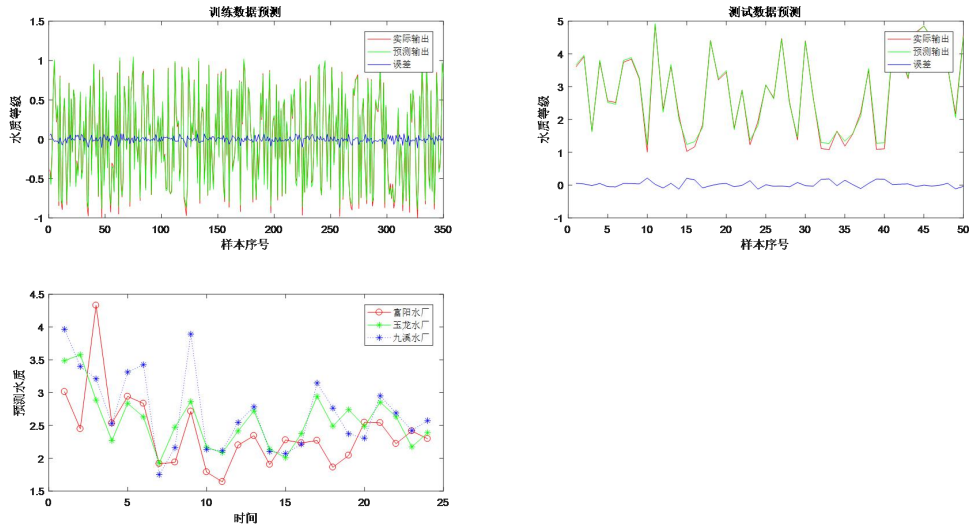 训练数据预测
1.5
1
0.5
0
-0.5
-1
0 50 100 150 200 250 300 350
水质等级
样本序号
实际输出
预测输出
误差
测试数据预测
5
4
3
2
1
0
-1
0 5 10 15 20 25 30 35 40 45 50
水质等级
样本序号
实际输出
预测输出
误差
4.5
4
3.5
3
2.5
2
1.5
0 5 10 15 20 25
预测水质
时间
富阳水厂
玉龙水厂
九溪水厂